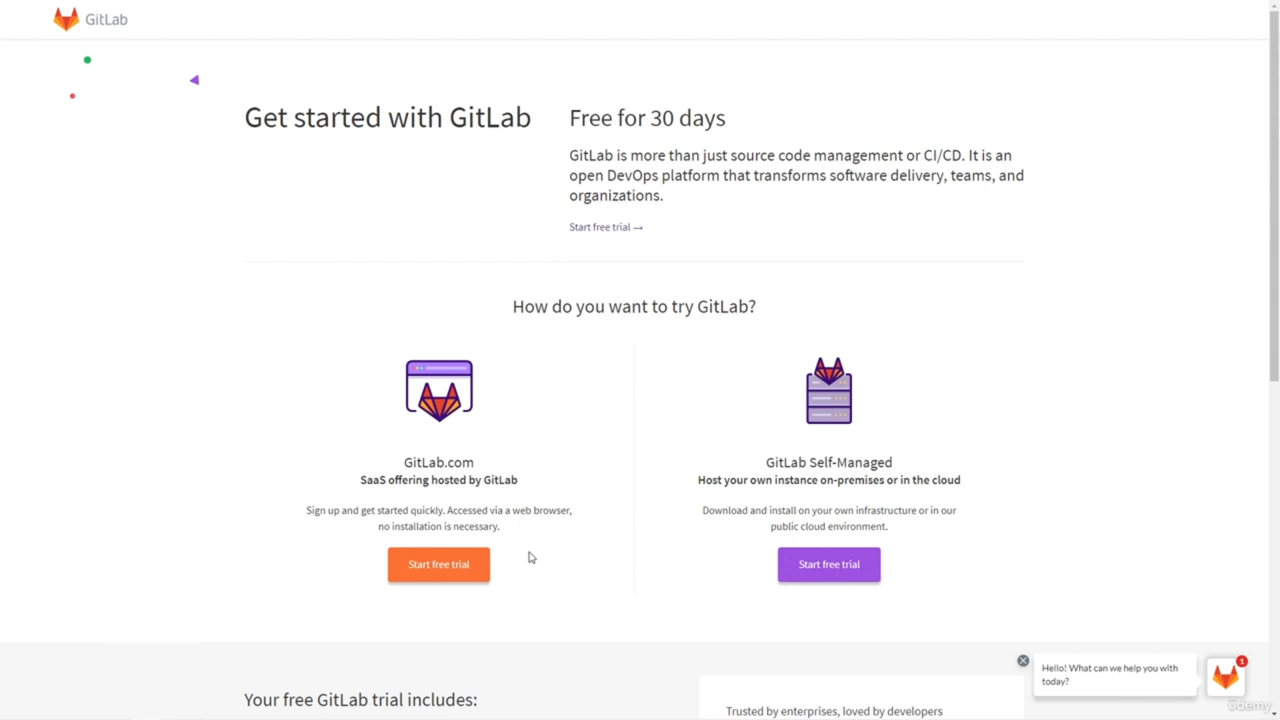 GitLab
Get started with GitLab
Free for 30 days
GitLab is more than just source code management or CI/CD. It is an
open DevOps platform that transforms software delivery, teams, and
organizations.
Start free trial →
How do you want to try GitLab?
GitLab.com
SaaS offering hosted by GitLab
Sign up and get started quickly. Accessed via a web browser,
no installation is necessary.
Start free trial
GitLab Self-Managed
Host your own instance on-premises or in the cloud
Download and install on your own infrastructure or in our
public cloud environment.
Start free trial
Your free GitLab trial includes:
Trusted by enterprises, loved by developers
Hello! What can we help you with
today?
1
ûdemy